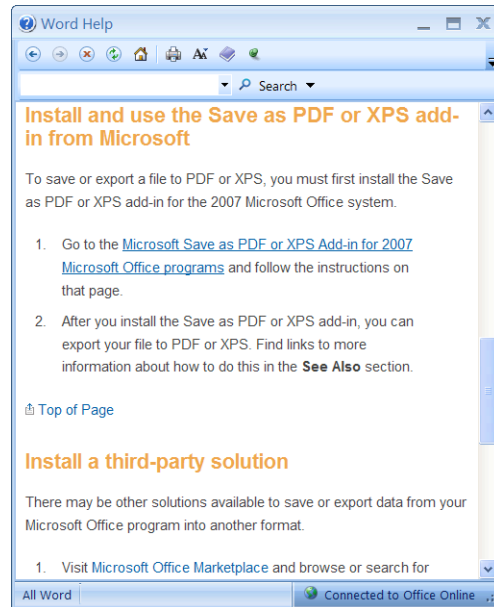 Word Help
Search
Install and use the Save as PDF or XPS add-
in from Microsoft
To save or export a file to PDF or XPS, you must first install the Save
as PDF or XPS add-in for the 2007 Microsoft Office system.
1. Go to the Microsoft Save as PDF or XPS Add-in for 2007
Microsoft Office programs and follow the instructions on
that page.
2. After you install the Save as PDF or XPS add-in, you can
export your file to PDF or XPS. Find links to more
information about how to do this in the See Also section.
Top of Page
Install a third-party solution
There may be other solutions available to save or export data from your
Microsoft Office program into another format.
1. Visit Microsoft Office Marketplace and browse or search for
All Word
Connected to Office Online